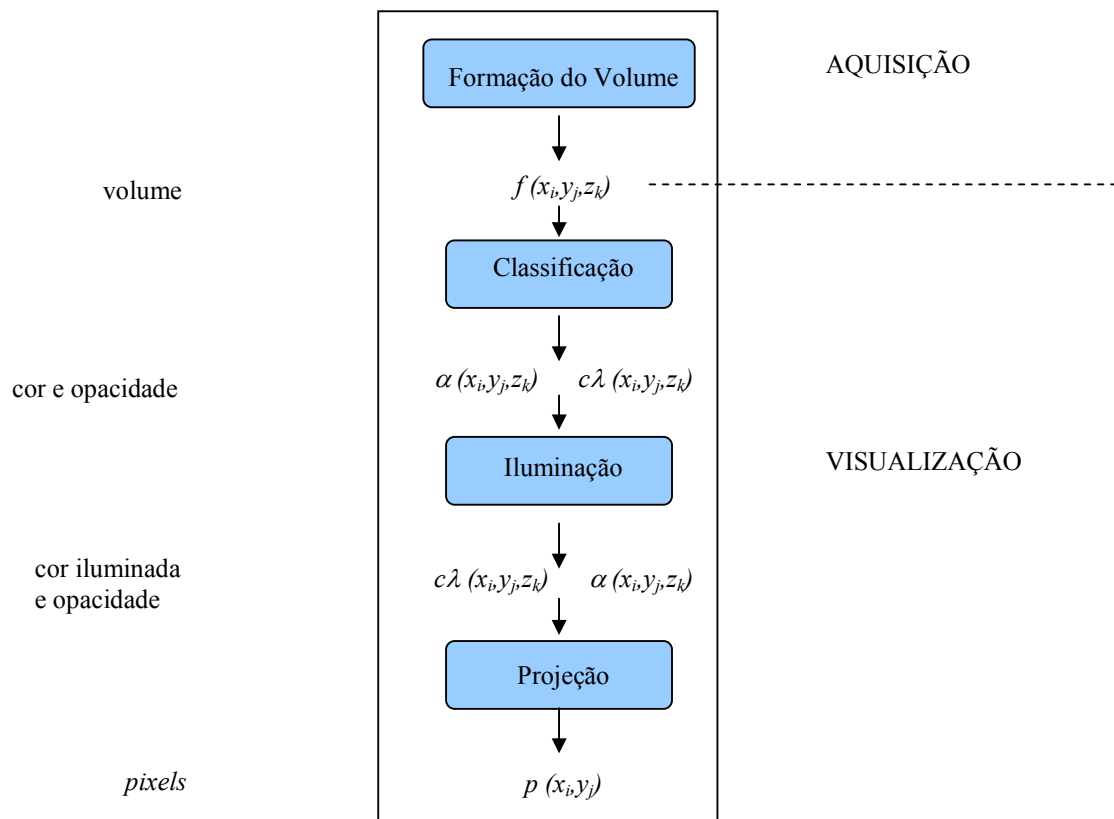 Formação do Volume
AQUISIÇÃO
volume
f (xᵢ,yⱼ,zₖ)
Classificação
cor e opacidade
α (xᵢ,yⱼ,zₖ) cλ (xᵢ,yⱼ,zₖ)
Iluminação
VISUALIZAÇÃO
cor iluminada
e opacidade
cλ (xᵢ,yⱼ,zₖ) α (xᵢ,yⱼ,zₖ)
Projeção
pixels
p (xᵢ,yⱼ)